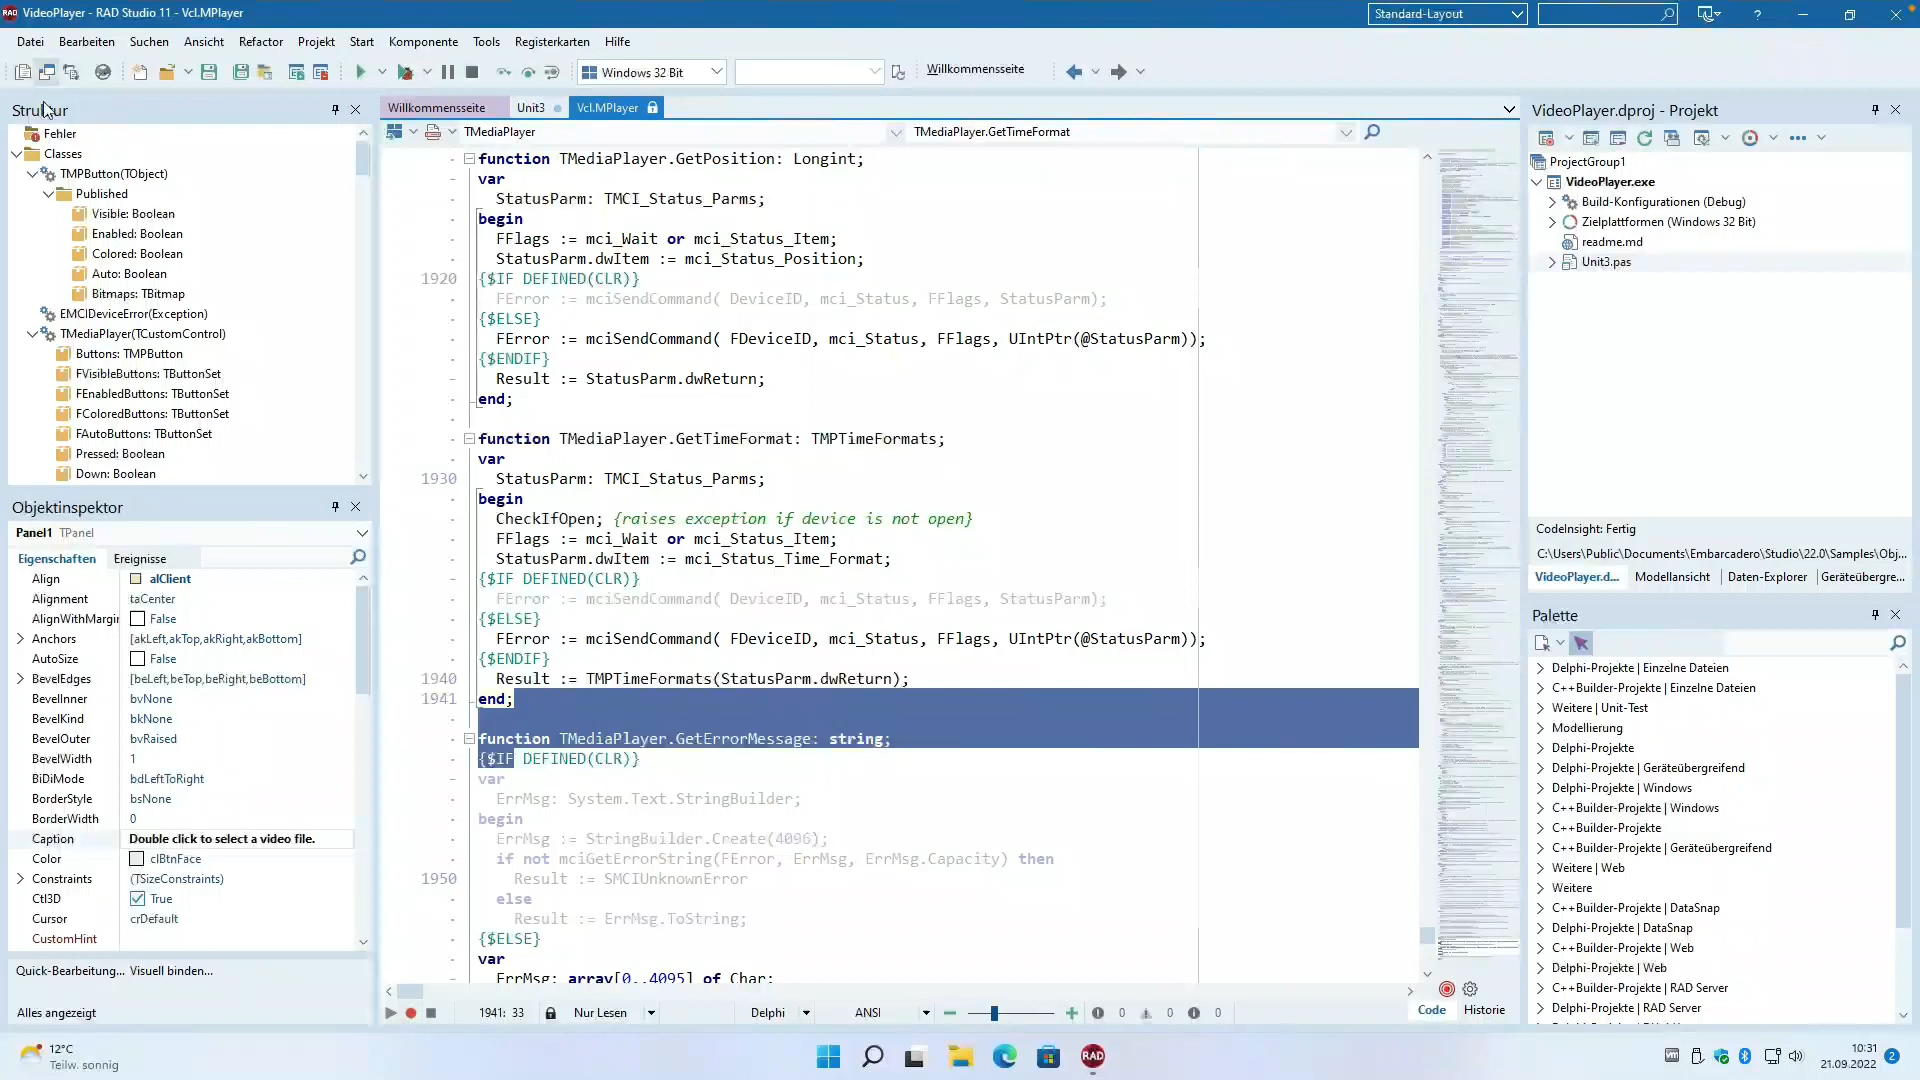 VideoPlayer - RAD Studio 11 - Vcl.MPlayer
Standard-Layout
?
Datei Bearbeiten Suchen Ansicht Refactor Projekt Start Komponente Tools Registerkarten Hilfe
Windows 32 Bit
Willkommensseite
Struktur
Fehler
Classes
TMPButton(TObject)
Published
Visible: Boolean
Enabled: Boolean
Colored: Boolean
Auto: Boolean
Bitmaps: TBitmap
EMCIDeviceError(Exception)
TMediaPlayer(TCustomControl)
Buttons: TMPButton
FVisibleButtons: TButtonSet
FEnabledButtons: TButtonSet
FColoredButtons: TButtonSet
FAutoButtons: TButtonSet
Pressed: Boolean
Down: Boolean
Objektinspektor
Panel1 TPanel
Eigenschaften Ereignisse
Align alClient
Alignment taCenter
AlignWithMargin False
Anchors [akLeft,akTop,akRight,akBottom]
AutoSize False
BevelEdges [beLeft,beTop,beRight,beBottom]
BevelInner bvNone
BevelKind bkNone
BevelOuter bvRaised
BevelWidth 1
BiDiMode bdLeftToRight
BorderStyle bsNone
BorderWidth 0
Caption Double click to select a video file.
Color clBtnFace
Constraints (TSizeConstraints)
Ctl3D True
Cursor crDefault
CustomHint
Quick-Bearbeitung... Visuell binden...
Alles angezeigt
Willkommensseite Unit3 Vcl.MPlayer
TMediaPlayer TMediaPlayer.GetTimeFormat
function TMediaPlayer.GetPosition: Longint;
var
StatusParm: TMCI_Status_Parms;
begin
FFlags := mci_Wait or mci_Status_Item;
StatusParm.dwItem := mci_Status_Position;
1920 {$IF DEFINED(CLR)}
FError := mciSendCommand( DeviceID, mci_Status, FFlags, StatusParm);
{$ELSE}
FError := mciSendCommand( FDeviceID, mci_Status, FFlags, UIntPtr(@StatusParm));
{$ENDIF}
Result := StatusParm.dwReturn;
end;
function TMediaPlayer.GetTimeFormat: TMPTimeFormats;
var
1930 StatusParm: TMCI_Status_Parms;
begin
CheckIfOpen; {raises exception if device is not open}
FFlags := mci_Wait or mci_Status_Item;
StatusParm.dwItem := mci_Status_Time_Format;
{$IF DEFINED(CLR)}
FError := mciSendCommand( DeviceID, mci_Status, FFlags, StatusParm);
{$ELSE}
FError := mciSendCommand( FDeviceID, mci_Status, FFlags, UIntPtr(@StatusParm));
{$ENDIF}
1940 Result := TMPTimeFormats(StatusParm.dwReturn);
1941 end;
function TMediaPlayer.GetErrorMessage: string;
{$IF DEFINED(CLR)}
var
ErrMsg: System.Text.StringBuilder;
begin
ErrMsg := StringBuilder.Create(4096);
if not mciGetErrorString(FError, ErrMsg, ErrMsg.Capacity) then
1950 Result := SMCIUnknownError
else
Result := ErrMsg.ToString;
{$ELSE}
var
ErrMsg: array[0..4095] of Char;
1941: 33 Nur Lesen Delphi ANSI 0 0 0
Code Historie
VideoPlayer.dproj - Projekt
ProjectGroup1
VideoPlayer.exe
Build-Konfigurationen (Debug)
Zielplattformen (Windows 32 Bit)
readme.md
Unit3.pas
CodeInsight: Fertig
C:\Users\Public\Documents\Embarcadero\Studio\22.0\Samples\Obj...
VideoPlayer.d... Modellansicht Daten-Explorer Geräteübergre...
Palette
Delphi-Projekte | Einzelne Dateien
C++Builder-Projekte | Einzelne Dateien
Weitere | Unit-Test
Modellierung
Delphi-Projekte
Delphi-Projekte | Geräteübergreifend
Delphi-Projekte | Windows
C++Builder-Projekte | Windows
C++Builder-Projekte
C++Builder-Projekte | Geräteübergreifend
Weitere | Web
Weitere
C++Builder-Projekte | DataSnap
Delphi-Projekte | DataSnap
C++Builder-Projekte | Web
Delphi-Projekte | Web
C++Builder-Projekte | RAD Server
Delphi-Projekte | RAD Server
12°C
Teilw. sonnig
RAD
10:31
21.09.2022
2